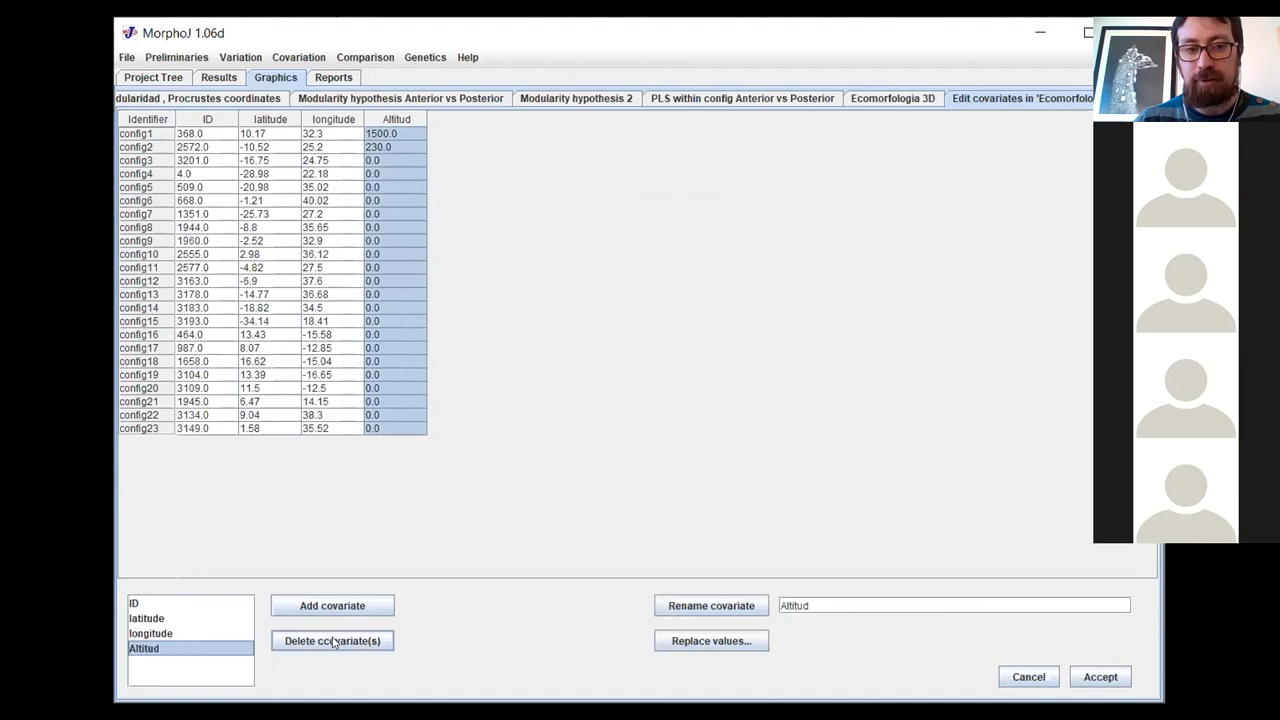 MorphoJ 1.06d
File Preliminaries Variation Covariation Comparison Genetics Help
Project Tree Results Graphics Reports
dularidad , Procrustes coordinates Modularity hypothesis Anterior vs Posterior Modularity hypothesis 2 PLS within config Anterior vs Posterior Ecomorfologia 3D Edit covariates in 'Ecomorfolo
Identifier ID latitude longitude Altitud
config1 368.0 10.17 32.3 1500.0
config2 2572.0 -10.52 25.2 230.0
config3 3201.0 -16.75 24.75 0.0
config4 4.0 -28.98 22.18 0.0
config5 509.0 -20.98 35.02 0.0
config6 668.0 -1.21 40.02 0.0
config7 1351.0 -25.73 27.2 0.0
config8 1944.0 -8.8 35.65 0.0
config9 1960.0 -2.52 32.9 0.0
config10 2555.0 2.98 36.12 0.0
config11 2577.0 -4.82 27.5 0.0
config12 3163.0 -6.9 37.6 0.0
config13 3178.0 -14.77 36.68 0.0
config14 3183.0 -18.82 34.5 0.0
config15 3193.0 -34.14 18.41 0.0
config16 464.0 13.43 -15.58 0.0
config17 987.0 8.07 -12.85 0.0
config18 1658.0 16.62 -15.04 0.0
config19 3104.0 13.39 -16.65 0.0
config20 3109.0 11.5 -12.5 0.0
config21 1945.0 6.47 14.15 0.0
config22 3134.0 9.04 38.3 0.0
config23 3149.0 1.58 35.52 0.0
ID
latitude
longitude
Altitud
Add covariate
Delete covariate(s)
Rename covariate Altitud
Replace values...
Cancel Accept